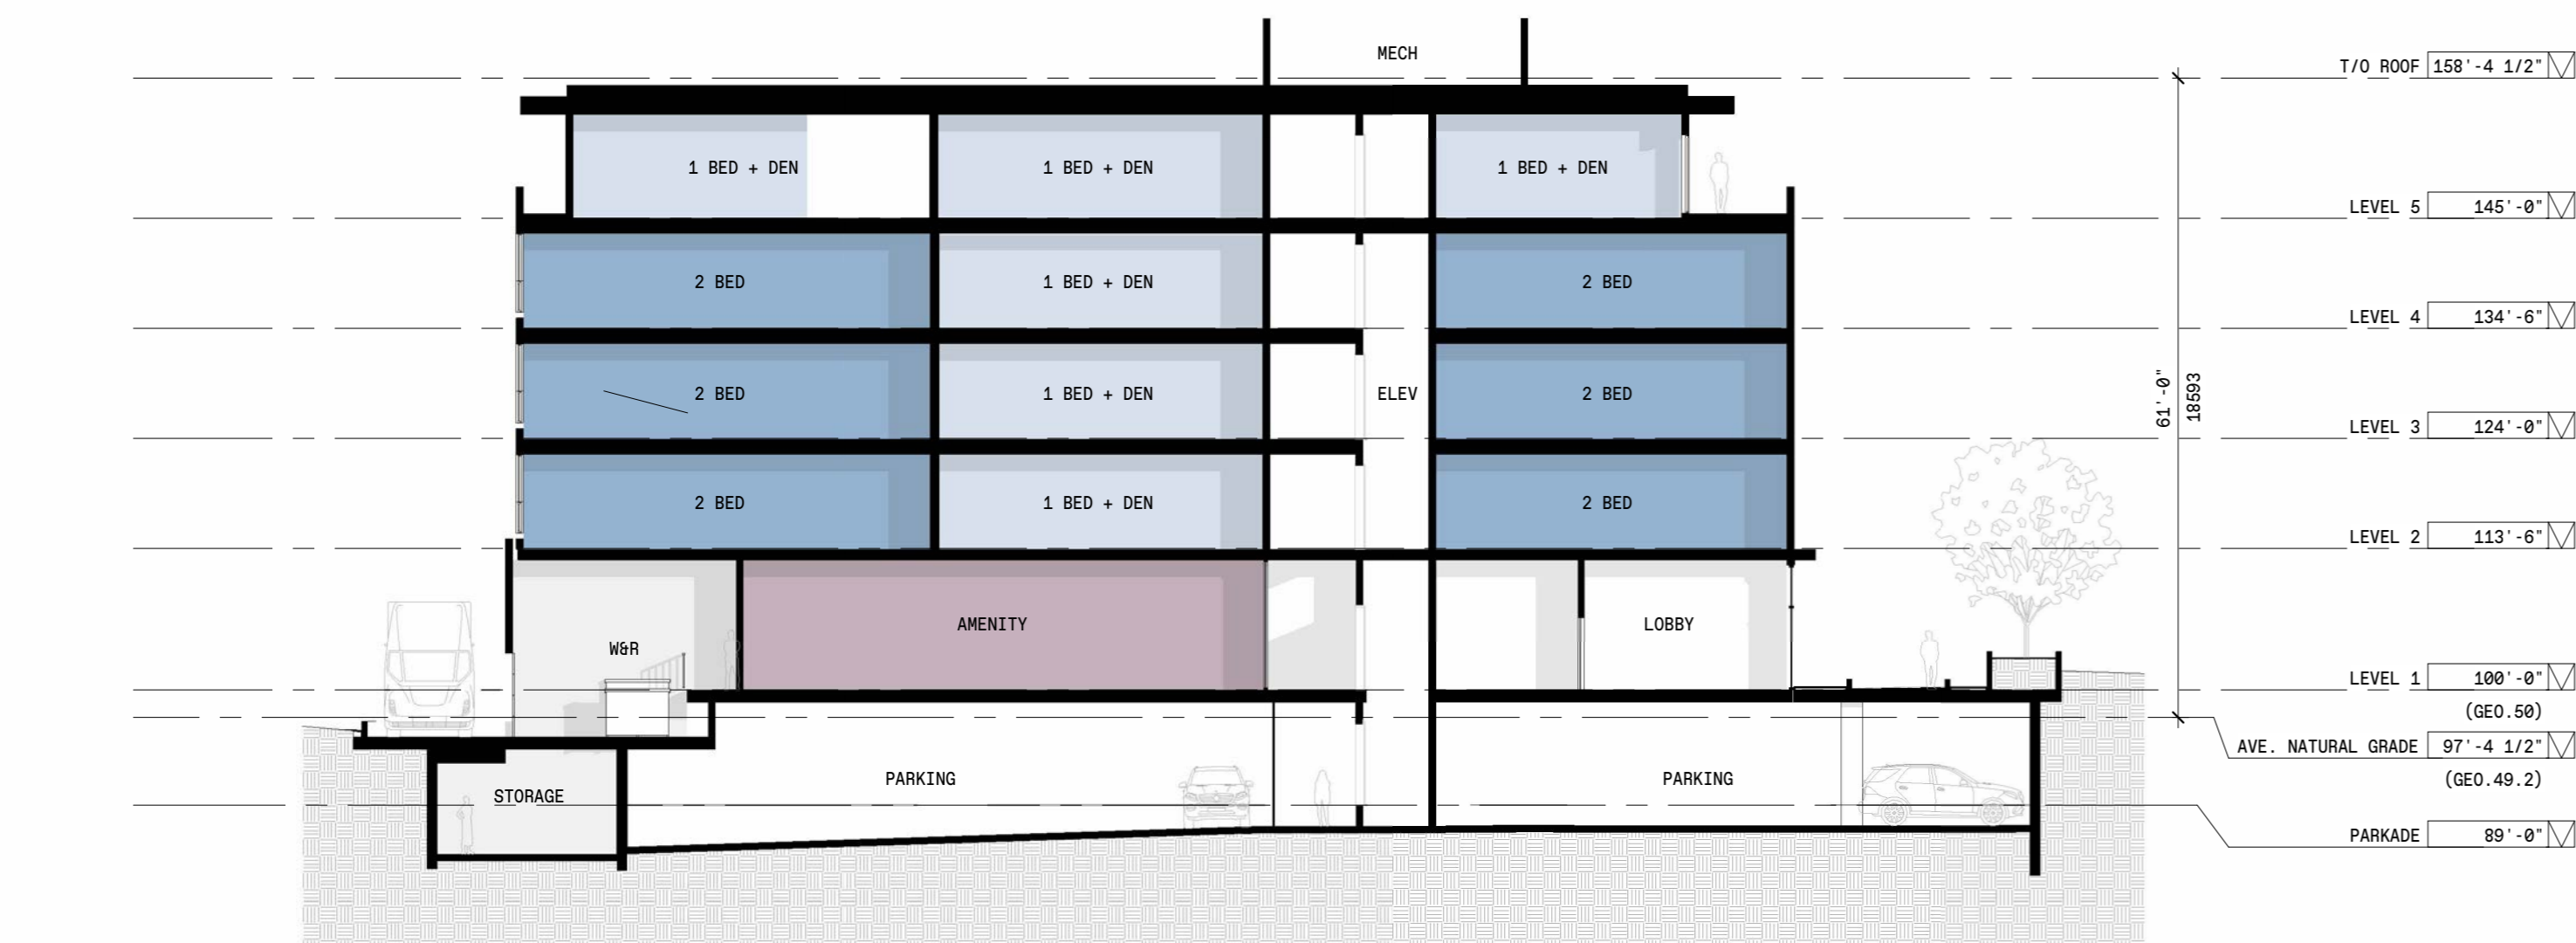 MECH
T/O ROOF 158'-4 1/2"
1 BED + DEN 1 BED + DEN 1 BED + DEN
LEVEL 5 145'-0"
2 BED 1 BED + DEN 2 BED
LEVEL 4 134'-6"
2 BED 1 BED + DEN ELEV 2 BED
61'-0"
18593
LEVEL 3 124'-0"
2 BED 1 BED + DEN 2 BED
LEVEL 2 113'-6"
AMENITY LOBBY
W&R
LEVEL 1 100'-0"
(GEO.50)
AVE. NATURAL GRADE 97'-4 1/2"
(GEO.49.2)
PARKING PARKING
STORAGE
PARKADE 89'-0"